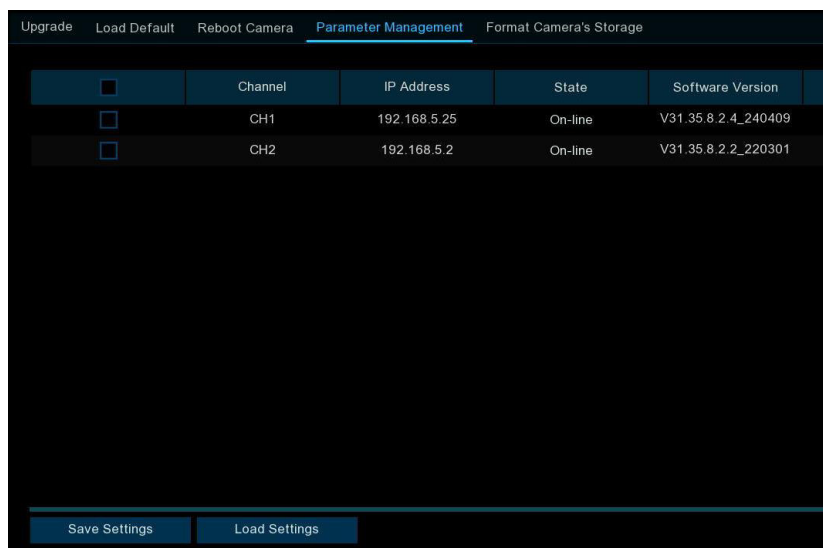 Upgrade Load Default Reboot Camera Parameter Management Format Camera's Storage
Channel IP Address State Software Version
CH1 192.168.5.25 On-line V31.35.8.2.4_240409
CH2 192.168.5.2 On-line V31.35.8.2.2_220301
Save Settings Load Settings